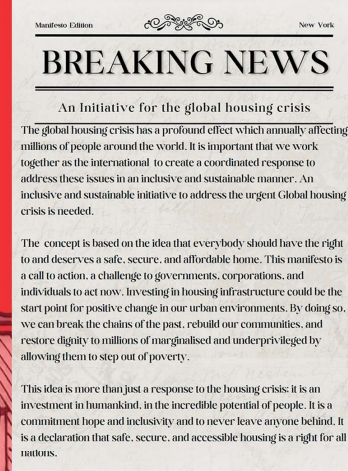 Manifesto Edition
New York
BREAKING NEWS
An Initiative for the global housing crisis
The global housing crisis has a profound effect which annually affecting
millions of people around the world. It is important that we work
together as the international  to create a coordinated response to
address these issues in an inclusive and sustainable manner. An
inclusive and sustainable initiative to address the urgent Global housing
crisis is needed.
The  concept is based on the idea that everybody should have the right
to and deserves a safe, secure, and affordable home. This manifesto is
a call to action, a challenge to governments, corporations, and
individuals to act now. Investing in housing infrastructure could be the
start point for positive change in our urban environments. By doing so,
we can break the chains of the past, rebuild our communities, and
restore dignity to millions of marginalised and underprivileged by
allowing them to step out of poverty.
This idea is more than just a response to the housing crisis: it is an
investment in humankind, in the incredible potential of people. It is a
commitment hope and inclusivity and to never leave anyone behind. It
is a declaration that safe, secure, and accessible housing is a right for all
nations.